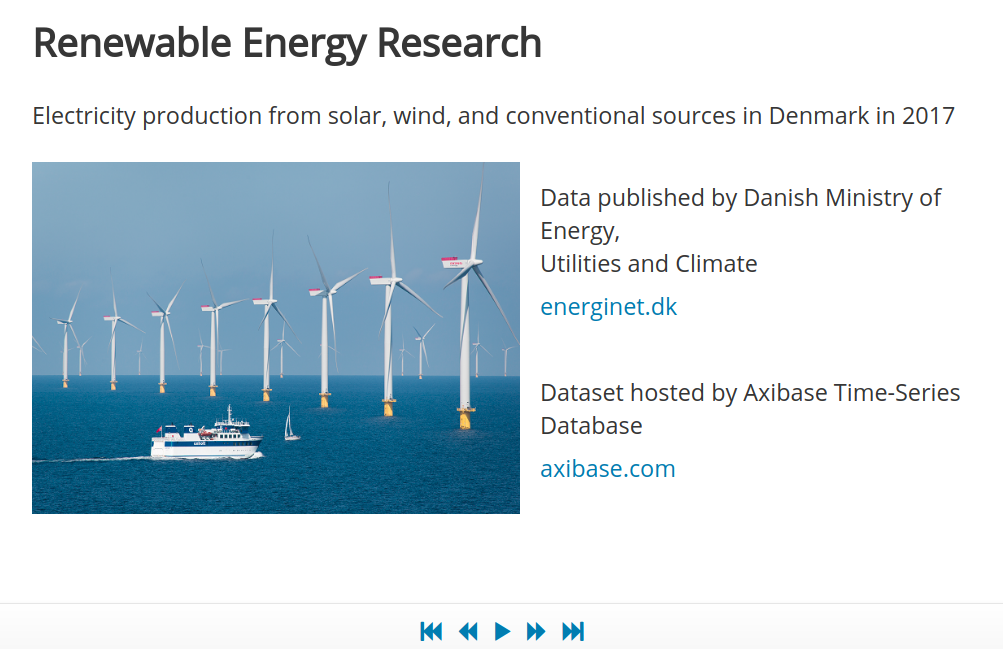 Renewable Energy Research
Electricity production from solar, wind, and conventional sources in Denmark in 2017
Data published by Danish Ministry of
Energy,
Utilities and Climate
energinet.dk
Dataset hosted by Axibase Time-Series
Database
axibase.com